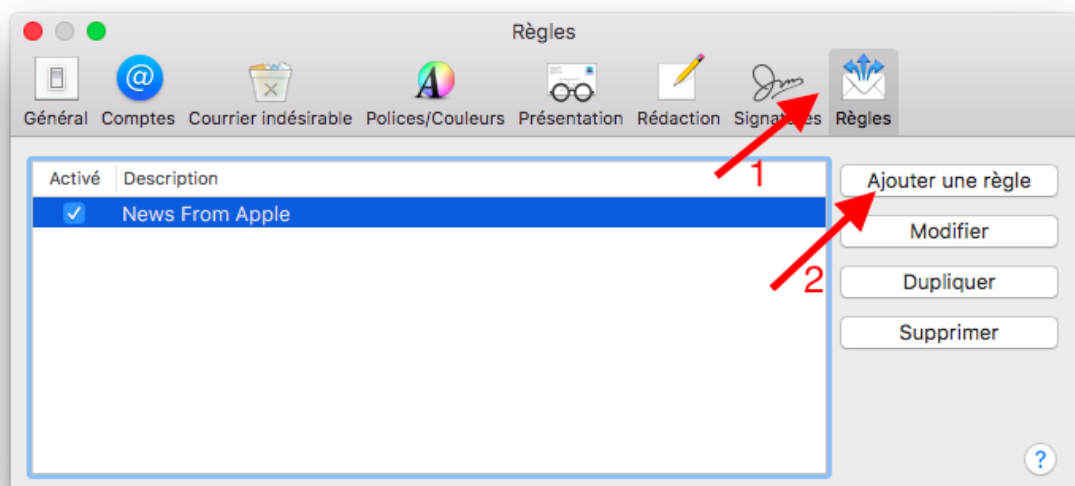 Règles
Général Comptes Courrier indésirable Polices/Couleurs Présentation Rédaction Signatures Règles
1
Activé Description Ajouter une règle
News From Apple
Modifier
2
Dupliquer
Supprimer
?